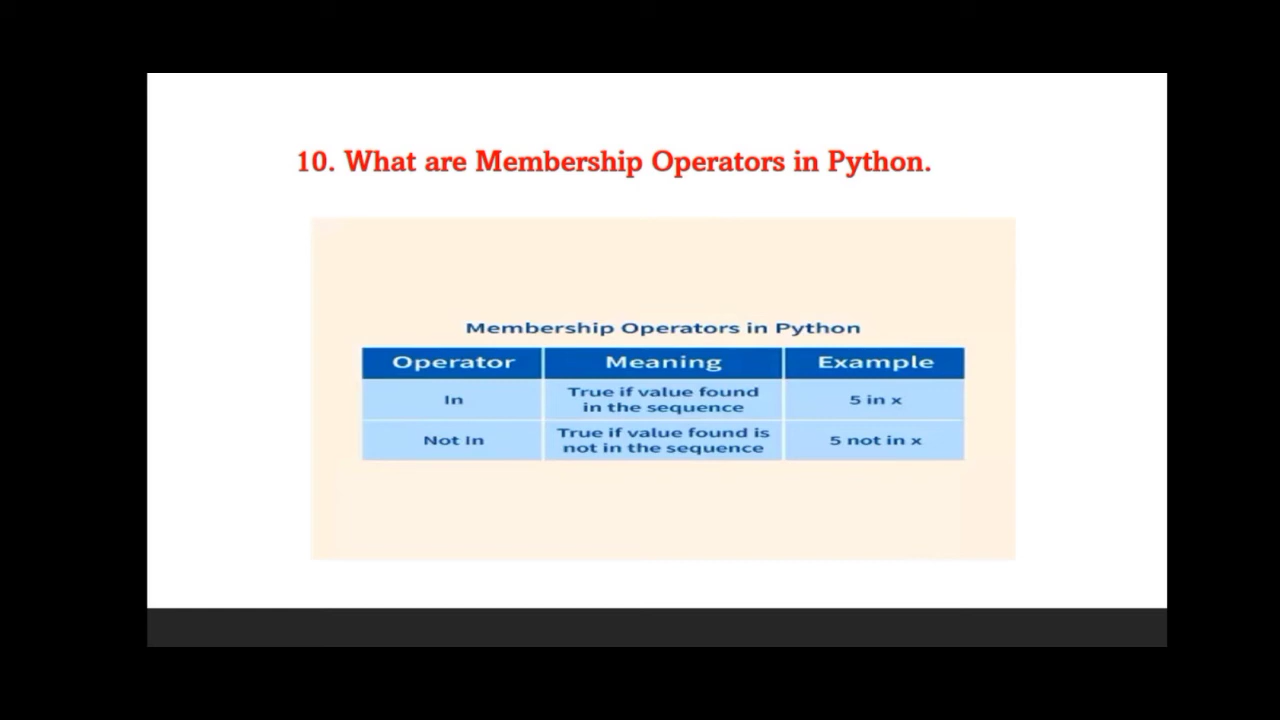 10. What are Membership Operators in Python.
Membership Operators in Python
Operator Meaning Example
In True if value found in the sequence 5 in x
Not In True if value found is not in the sequence 5 not in x